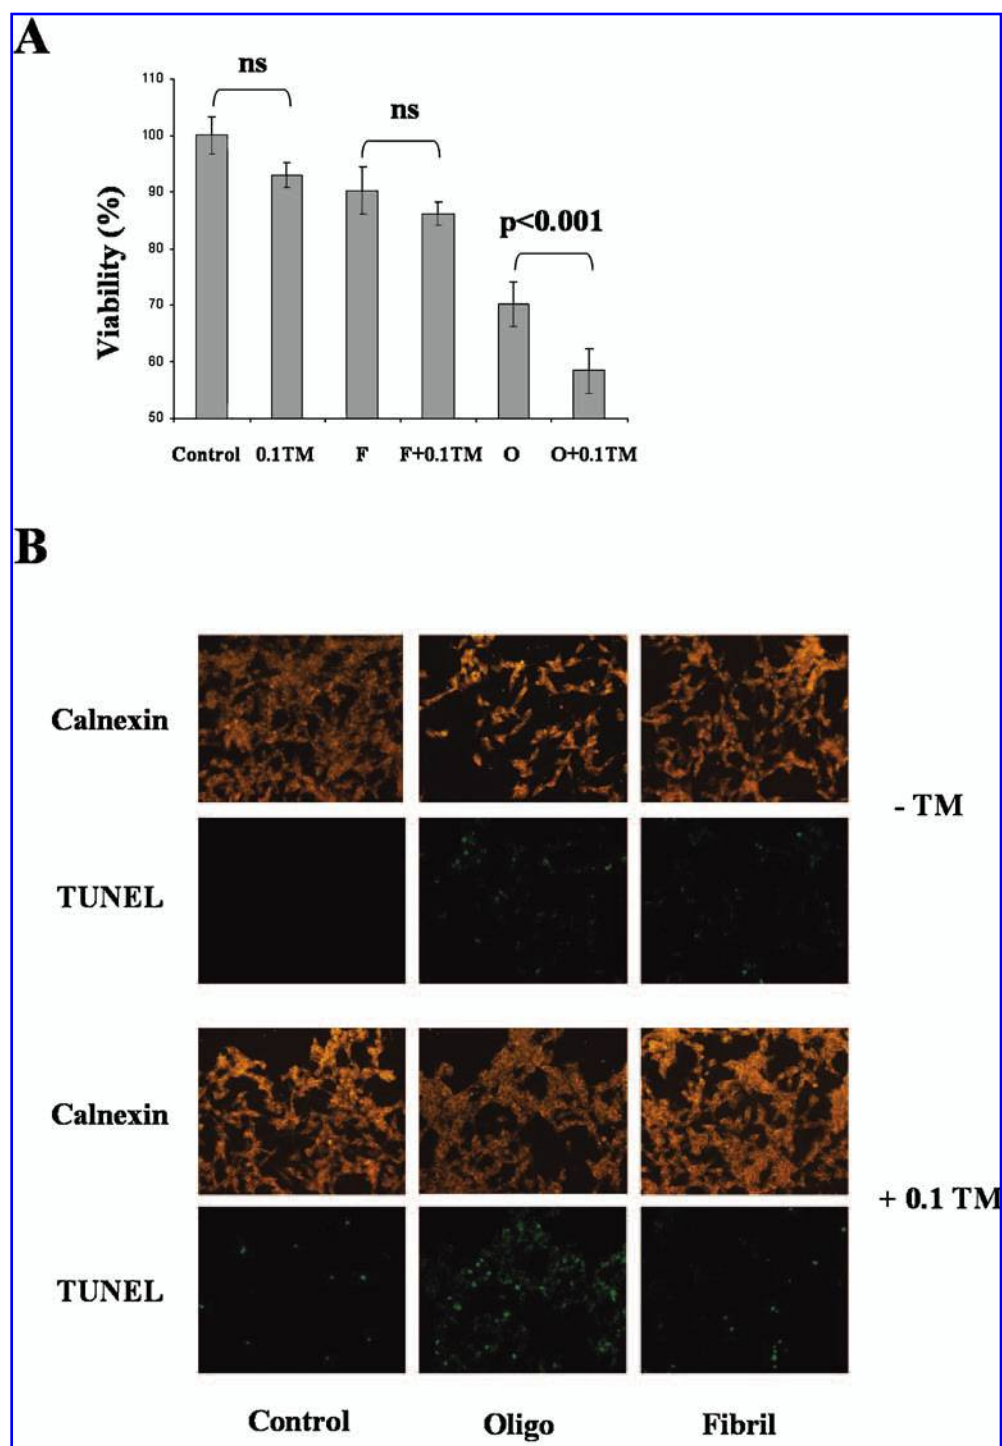 A
ns
ns
p<0.001
Viability (%)
110
100
90
80
70
60
50
Control 0.1TM F F+0.1TM O O+0.1TM
B
Calnexin
- TM
TUNEL
Calnexin
+ 0.1 TM
TUNEL
Control Oligo Fibril